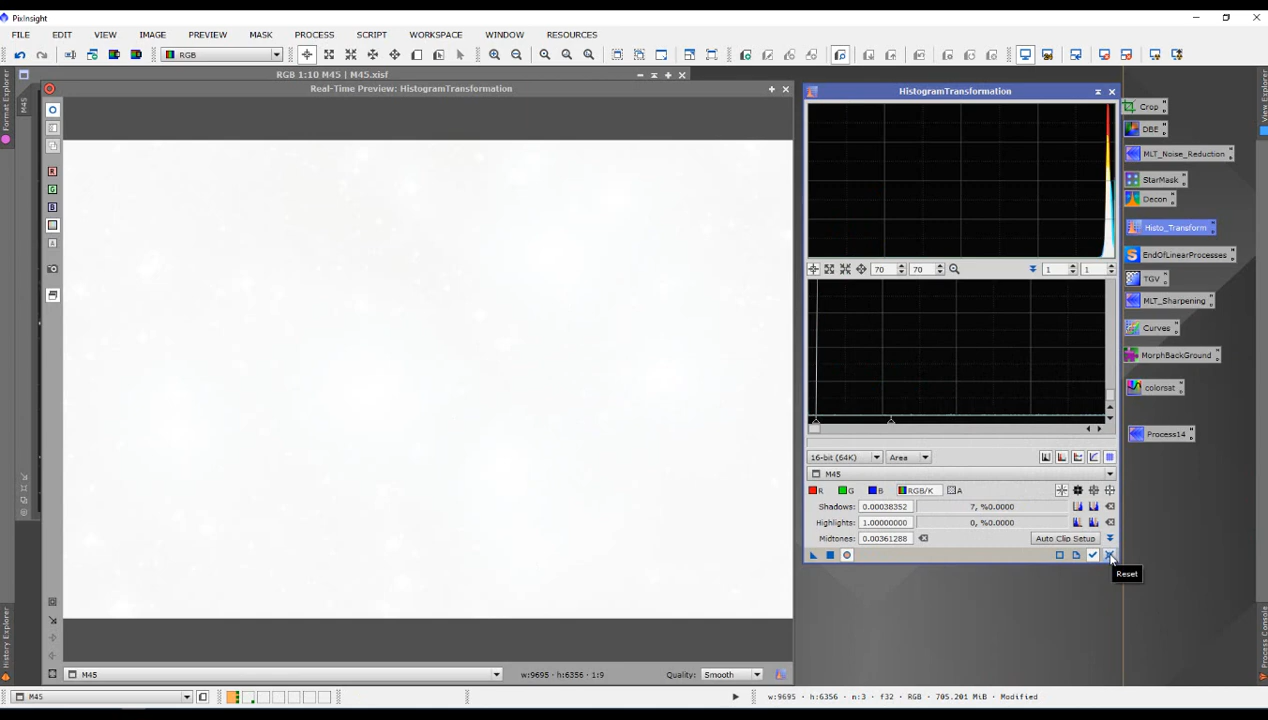 PixInsight
FILE EDIT VIEW IMAGE MASK PREVIEW PROCESS SCRIPT WORKSPACE WINDOW RESOURCES
RGB
RGB 1:10 M45 | M45.xisf
Real-Time Preview: HistogramTransformation
HistogramTransformation
Format Explorer
M45
View Explorer
Crop
DBE
MLT_Noise_Reduction
StarMask
Decon
Histo_Transform
EndOfLinearProcesses
TGV
MLT_Sharpening
Curves
MorphBackGround
colorsat
Process14
R
G
B
A
70 70 1 1
16-bit (64K) Area
M45
R G B RGB/K A
Shadows: 0.00038352 7, %0.0000
Highlights: 1.00000000 0, %0.0000
Midtones: 0.00361288 Auto Clip Setup
Reset
History Explorer
Process Console
M45 w:9695 · h:6356 · 1:9 Quality: Smooth
M45 w:9695 · h:6356 · n:3 · f32 · RGB · 705.201 MiB · Modified